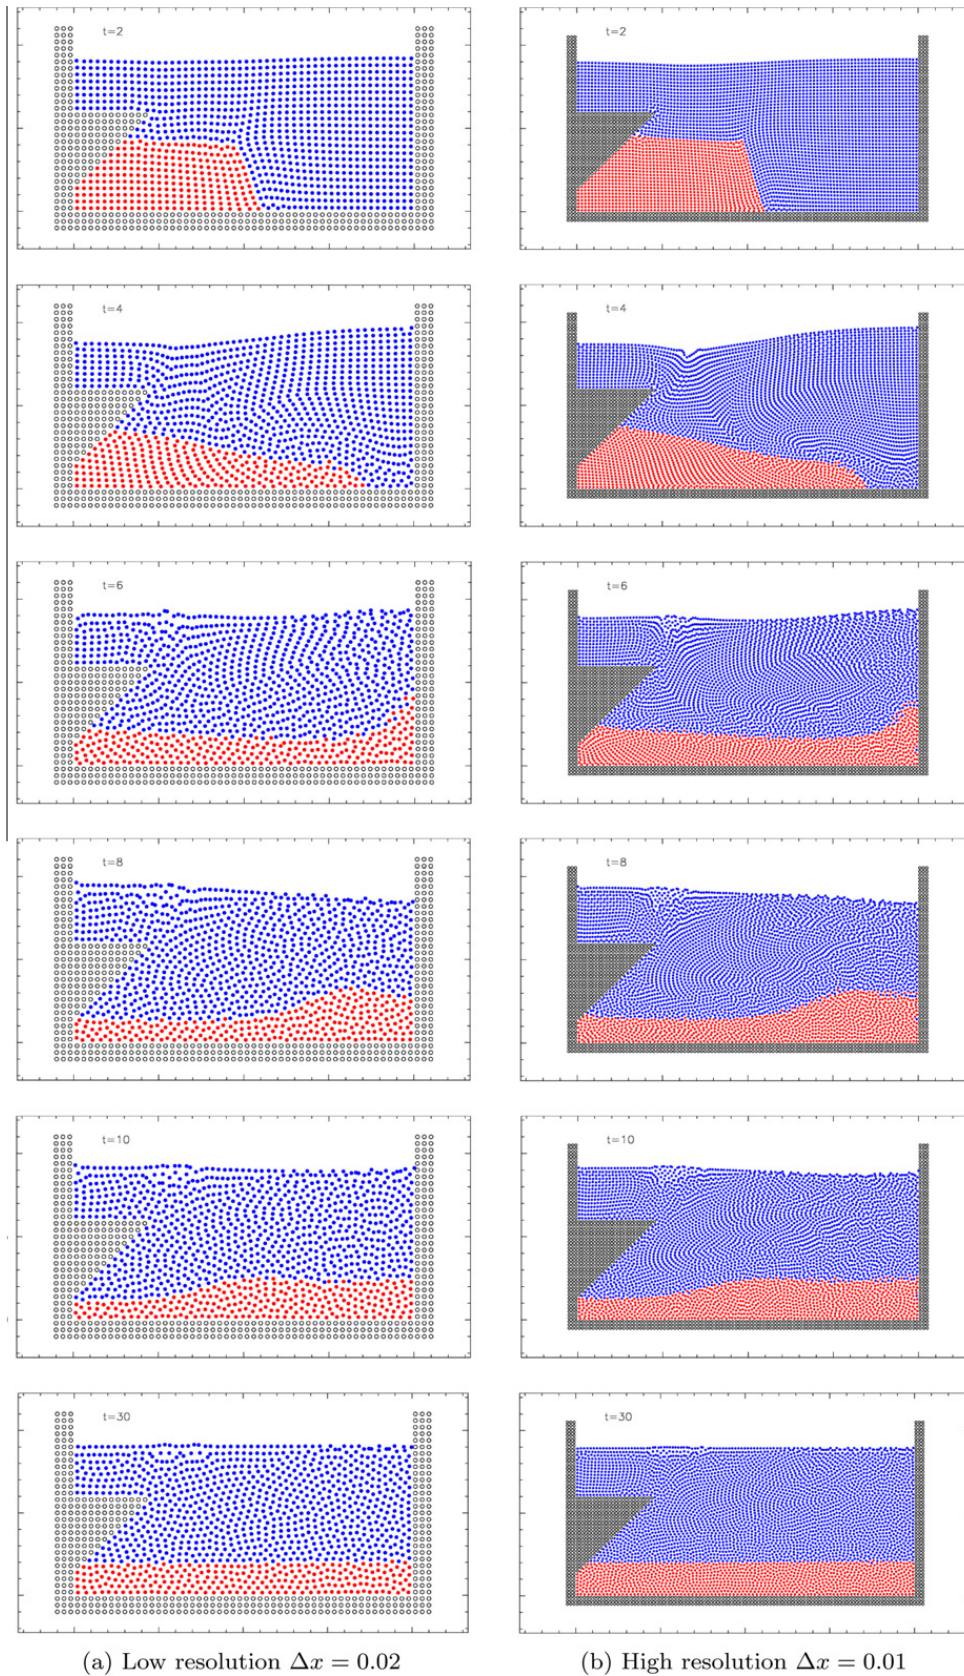 t=2
t=2
t=4
t=4
t=6
t=6
t=8
t=8
t=10
t=10
t=30
t=30
(a) Low resolution Δx = 0.02
(b) High resolution Δx = 0.01